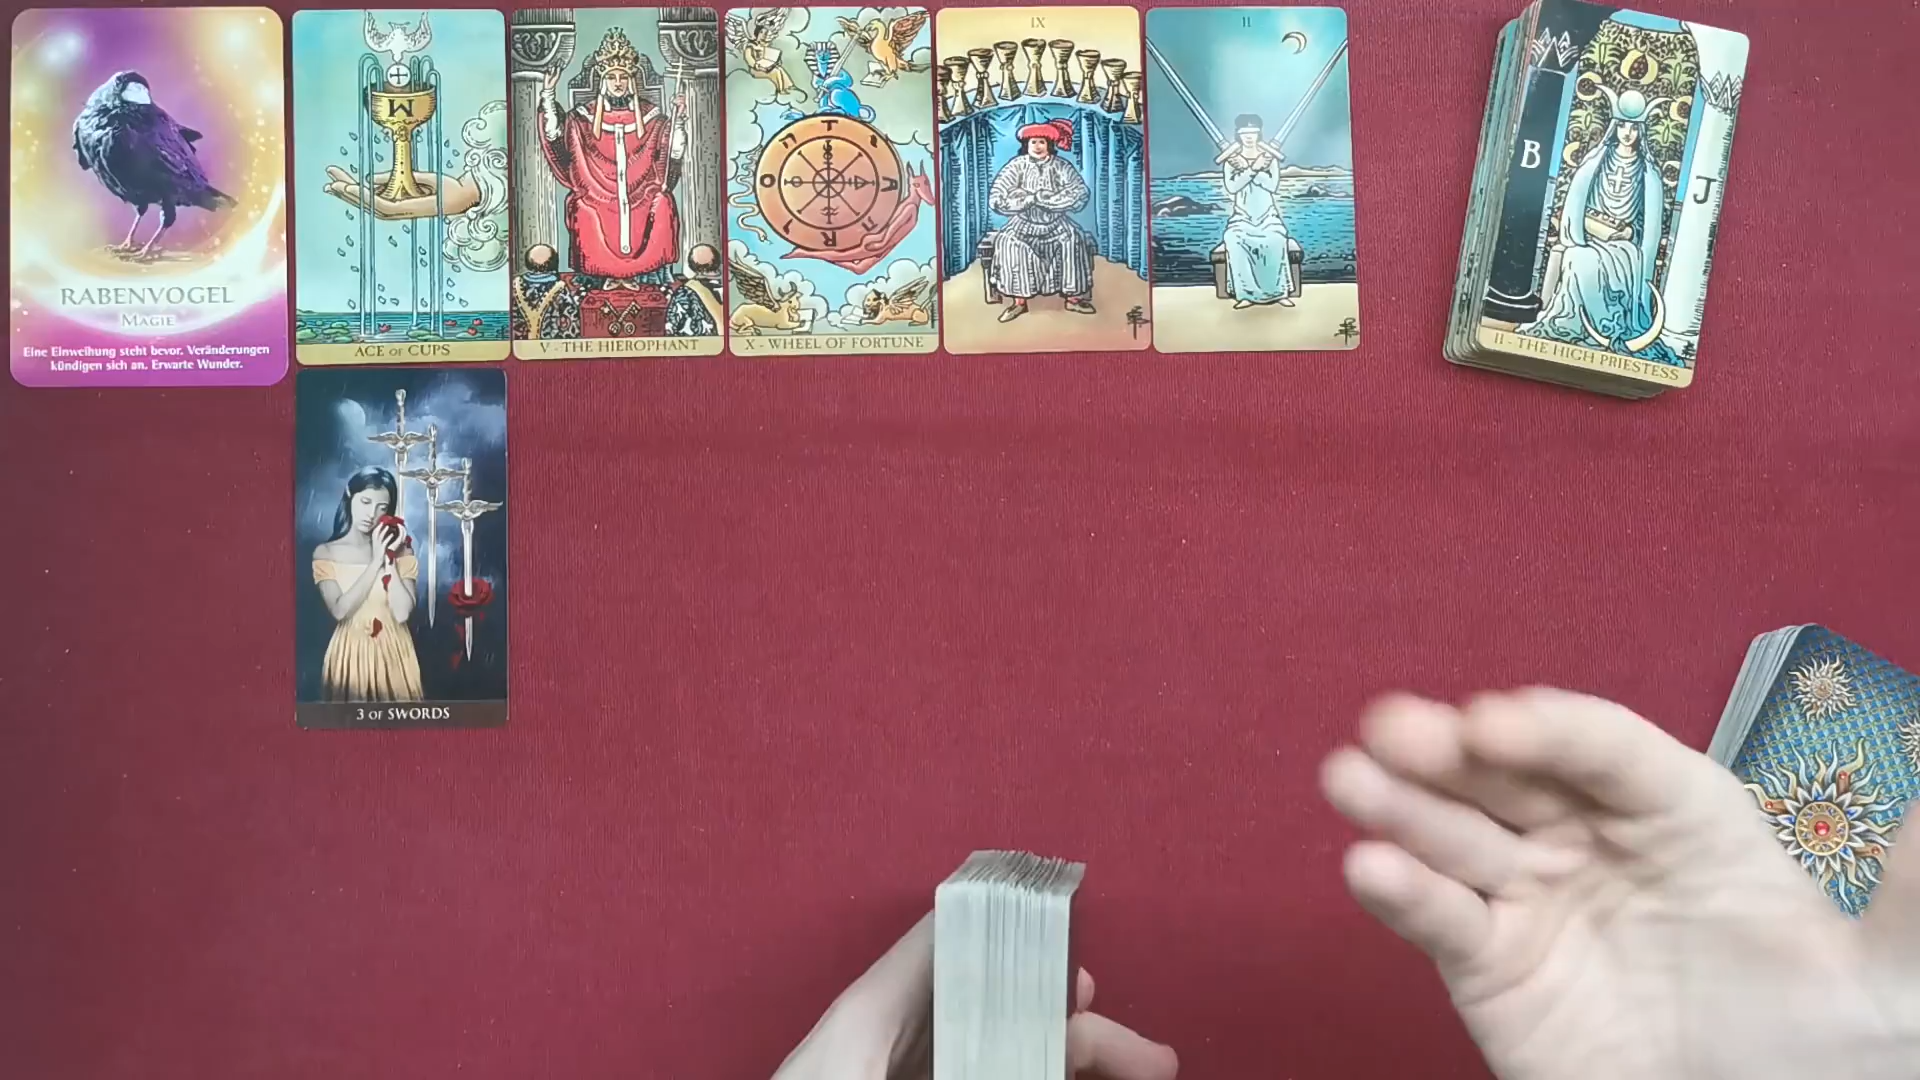 RABENVOGEL
MAGIE
Eine Einweihung steht bevor. Veränderungen
kündigen sich an. Erwarte Wunder.
ACE OF CUPS
V - THE HIEROPHANT
T
A
R
O
X - WHEEL OF FORTUNE
IX
II
B
J
II - THE HIGH PRIESTESS
3 OF SWORDS